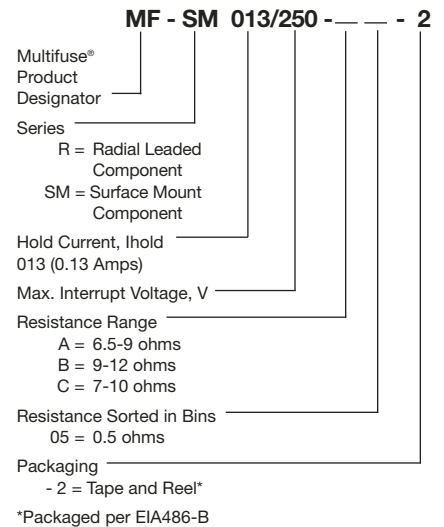 MF - SM 013/250 - __ __ - 2
Multifuse®
Product
Designator
Series
R = Radial Leaded
Component
SM = Surface Mount
Component
Hold Current, Ihold
013 (0.13 Amps)
Max. Interrupt Voltage, V
Resistance Range
A = 6.5-9 ohms
B = 9-12 ohms
C = 7-10 ohms
Resistance Sorted in Bins
05 = 0.5 ohms
Packaging
- 2 = Tape and Reel*
*Packaged per EIA486-B